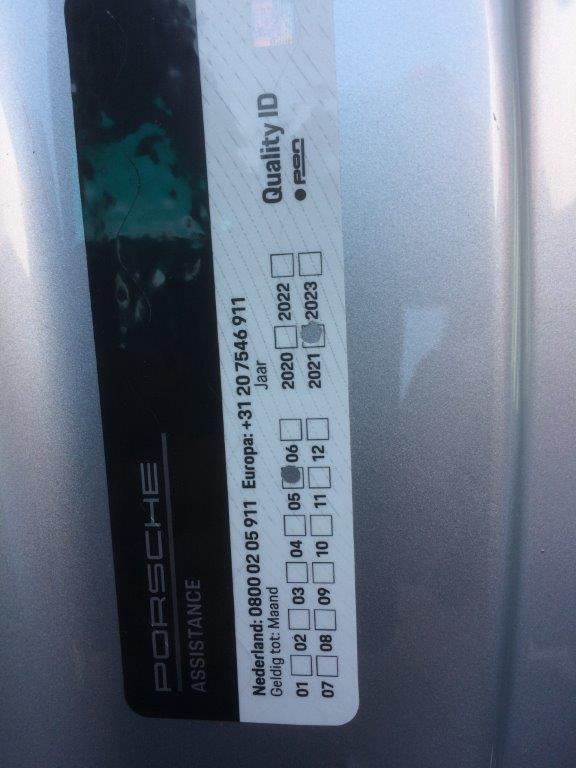 PORSCHE
ASSISTANCE
Nederland: 0800 02 05 911 Europa: +31 20 7546 911
Geldig tot: Maand Jaar
01 02 03 04 05 06 2020 2022
07 08 09 10 11 12 2021 2023
Quality ID
pen